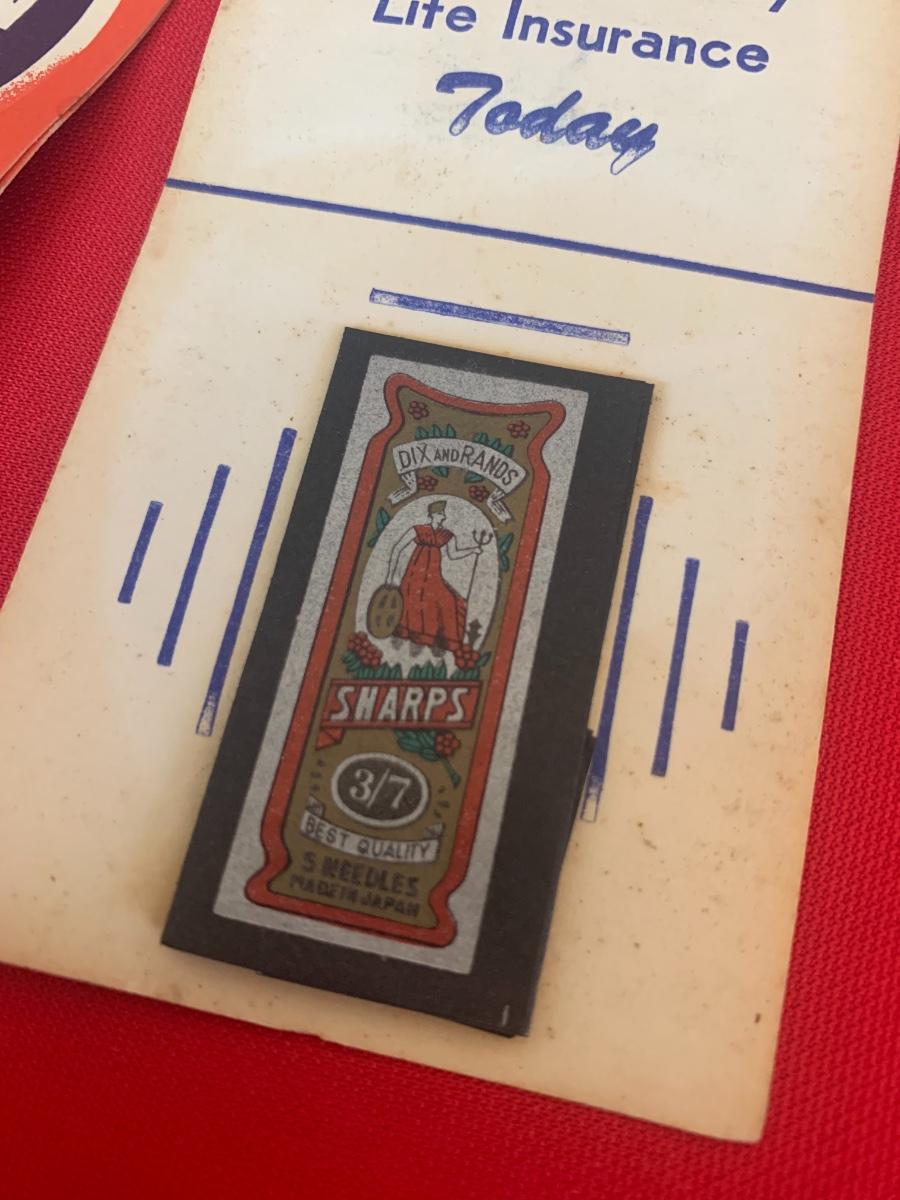 Life Insurance
Today
DIX AND RANDS
SHARPS
3/7
BEST QUALITY
5 NEEDLES
MADE IN JAPAN